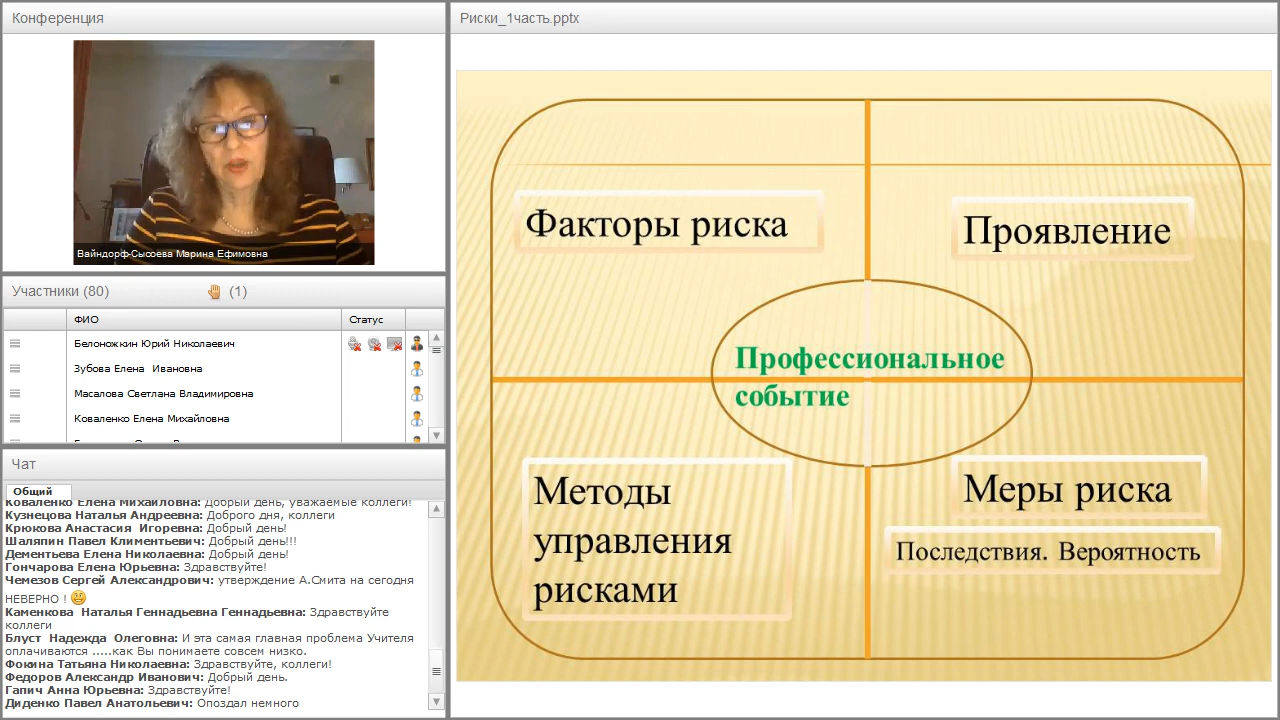 Конференция
Вайндорф-Сысоева Марина Ефимовна
Участники (80)
(1)
ФИО
Статус
Белоножкин Юрий Николаевич
Зубова Елена Ивановна
Масалова Светлана Владимировна
Коваленко Елена Михайловна
Чат
Общий
Коваленко Елена Михайловна: Добрый день, уважаемые коллеги!
Кузнецова Наталья Андреевна: Доброго дня, коллеги
Крюкова Анастасия Игоревна: Добрый день!
Шаляпин Павел Климентьевич: Добрый день!!!
Дементьева Елена Николаевна: Добрый день!
Гончарова Елена Юрьевна: Здравствуйте!
Чемезов Сергей Александрович: утверждение А.Смита на сегодня
НЕВЕРНО !
Каменкова Наталья Геннадьевна Геннадьевна: Здравствуйте
коллеги
Блуст Надежда Олеговна: И эта самая главная проблема Учителя
оплачиваются .....как Вы понимаете совсем низко.
Фокина Татьяна Николаевна: Здравствуйте, коллеги!
Федоров Александр Иванович: Добрый день.
Гапич Анна Юрьевна: Здравствуйте!
Диденко Павел Анатольевич: Опоздал немного
Риски_1часть.pptx
Факторы риска
Проявление
Профессиональное
событие
Методы
управления
рисками
Меры риска
Последствия. Вероятность